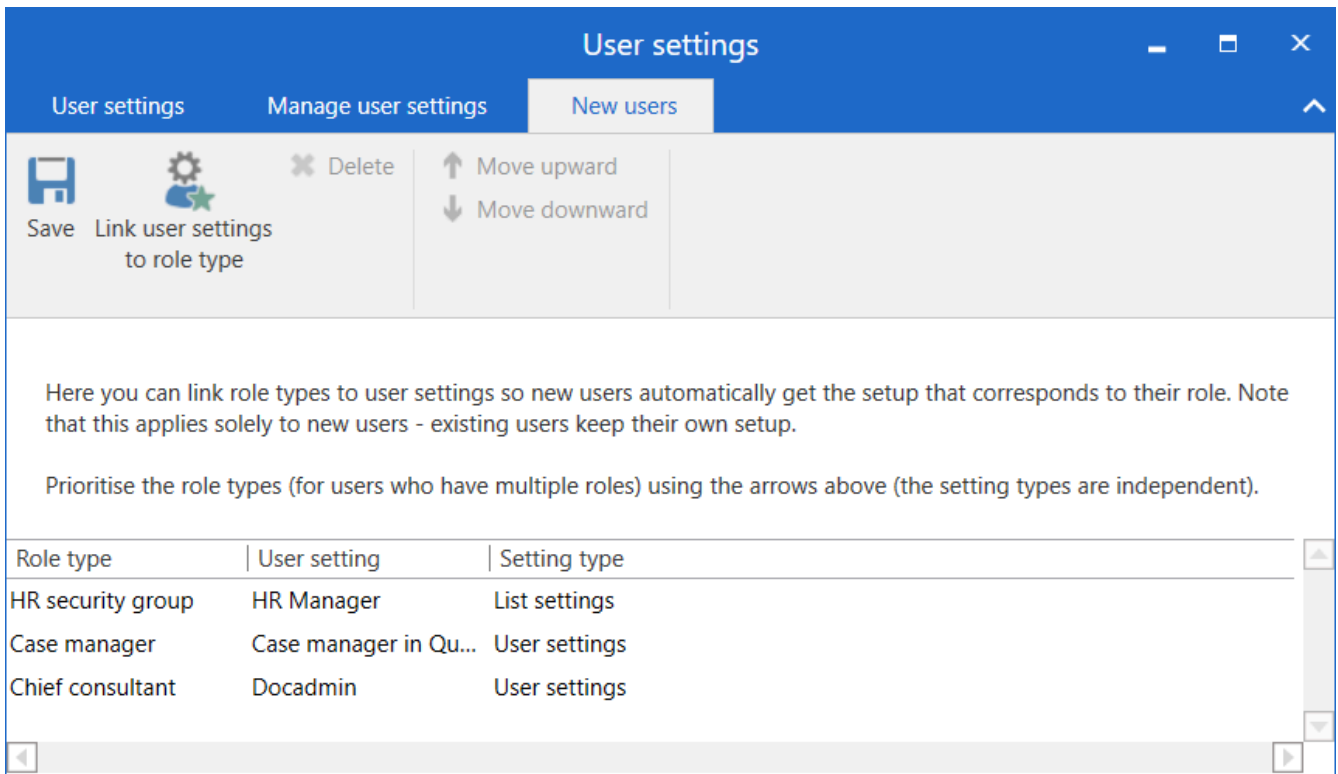 User settings
User settings Manage user settings New users
Save
Link user settings
to role type
Delete
Move upward
Move downward
Here you can link role types to user settings so new users automatically get the setup that corresponds to their role. Note
that this applies solely to new users - existing users keep their own setup.
Prioritise the role types (for users who have multiple roles) using the arrows above (the setting types are independent).
Role type User setting Setting type
HR security group HR Manager List settings
Case manager Case manager in Qu... User settings
Chief consultant Docadmin User settings